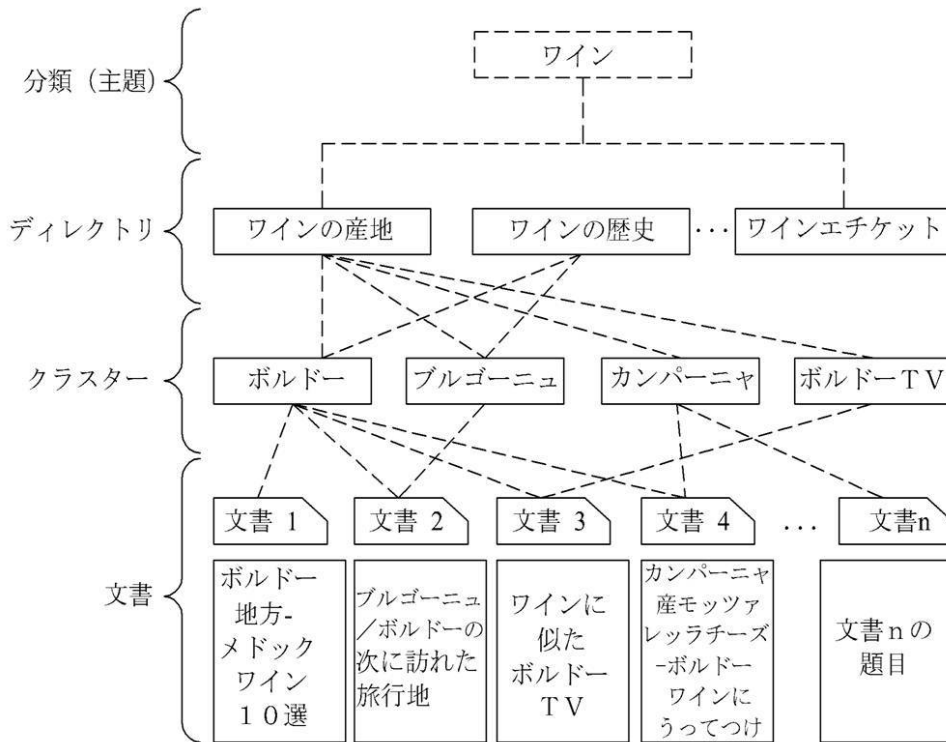 ワイン
分類（主題）
ディレクトリ
ワインの産地
ワインの歴史
･･･
ワインエチケット
クラスター
ボルドー
ブルゴーニュ
カンパーニャ
ボルドーＴＶ
文書 1
文書 2
文書 3
文書 4
･･･
文書n
文書
ボルドー
地方-
メドック
ワイン
１０選
ブルゴーニュ
／ボルドーの
次に訪れた
旅行地
ワインに
似た
ボルドー
ＴＶ
カンパーニャ
産モッツァ
レッラチーズ
-ボルドー
ワインに
うってつけ
文書ｎの
題目